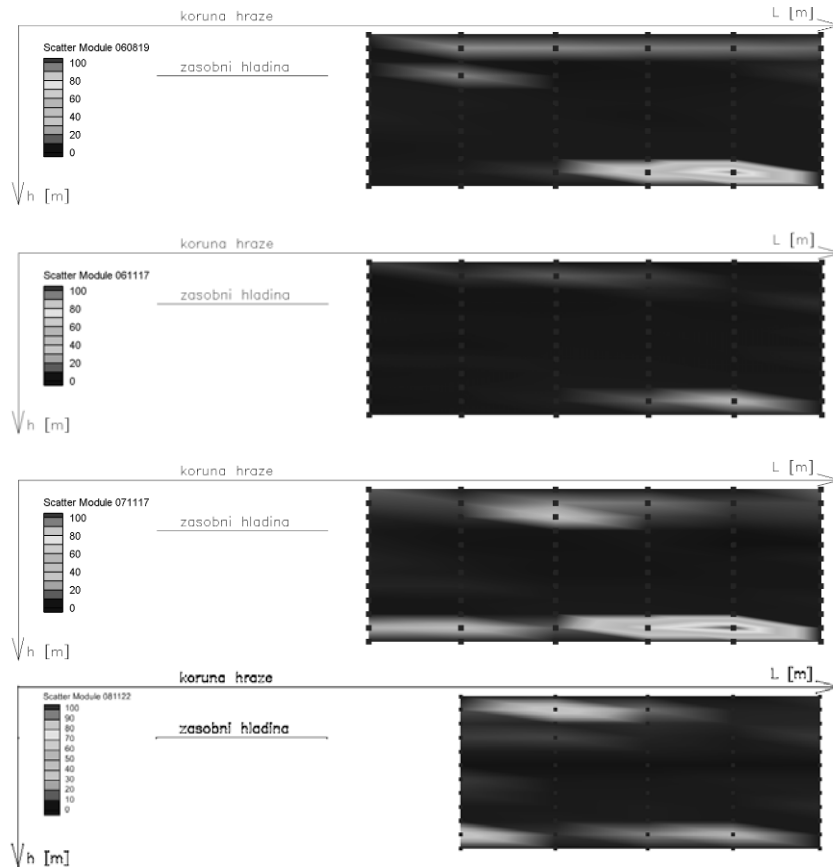 koruna hraze
L [m]
Scatter Module 060819
zasobni hladina
100
80
60
40
20
0
h [m]
koruna hraze
L [m]
Scatter Module 061117
zasobni hladina
100
80
60
40
20
0
h [m]
koruna hraze
L [m]
Scatter Module 071117
zasobni hladina
100
80
60
40
20
0
h [m]
koruna hraze
L [m]
Scatter Module 081122
zasobni hladina
100
90
80
70
60
50
40
30
20
10
0
h [m]